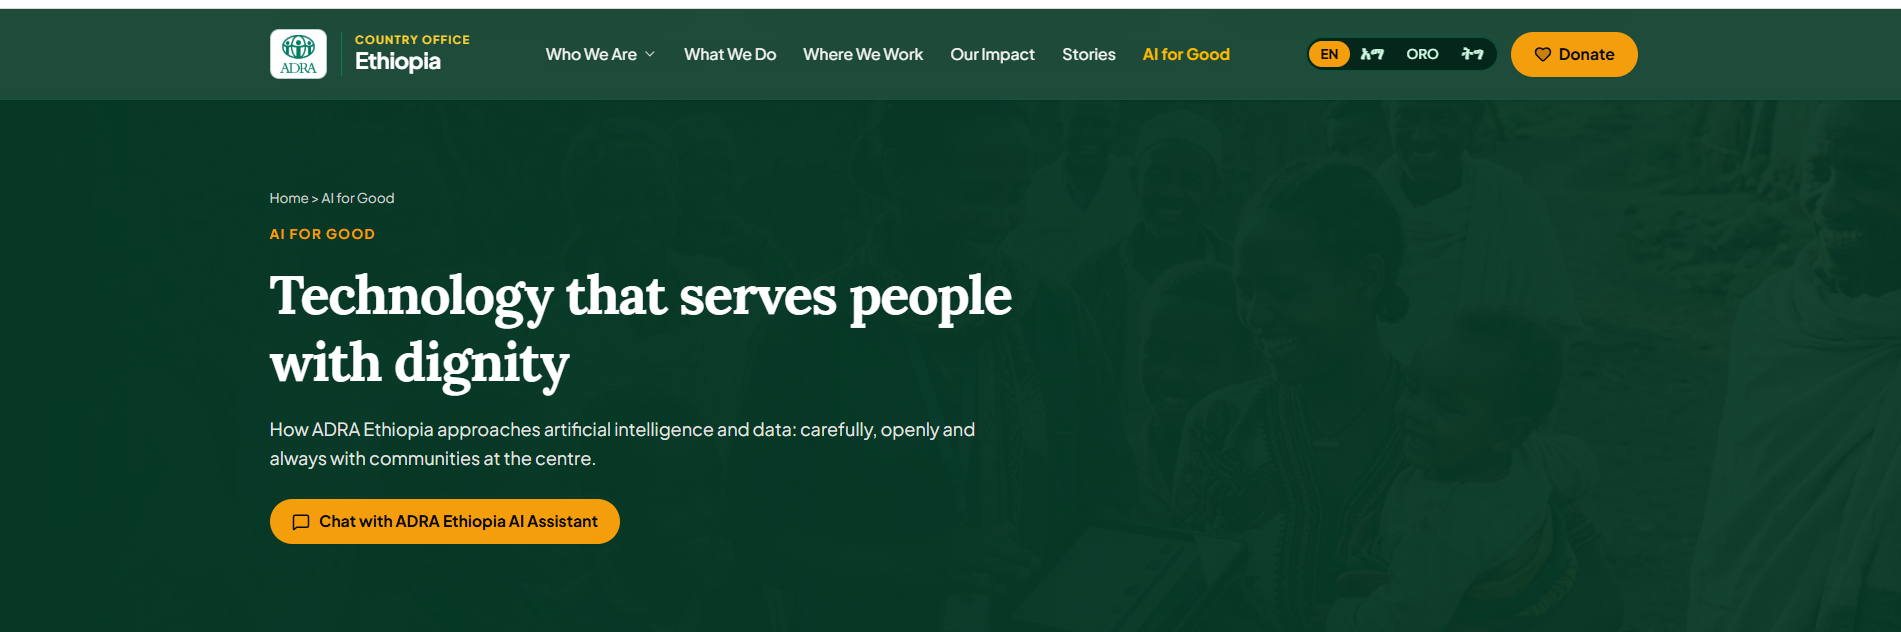 ADRA
COUNTRY OFFICE
Ethiopia
Who We Are
What We Do
Where We Work
Our Impact
Stories
AI for Good
EN
አማ
ORO
ትግ
Donate
Home > AI for Good
AI FOR GOOD
Technology that serves people
with dignity
How ADRA Ethiopia approaches artificial intelligence and data: carefully, openly and
always with communities at the centre.
Chat with ADRA Ethiopia AI Assistant